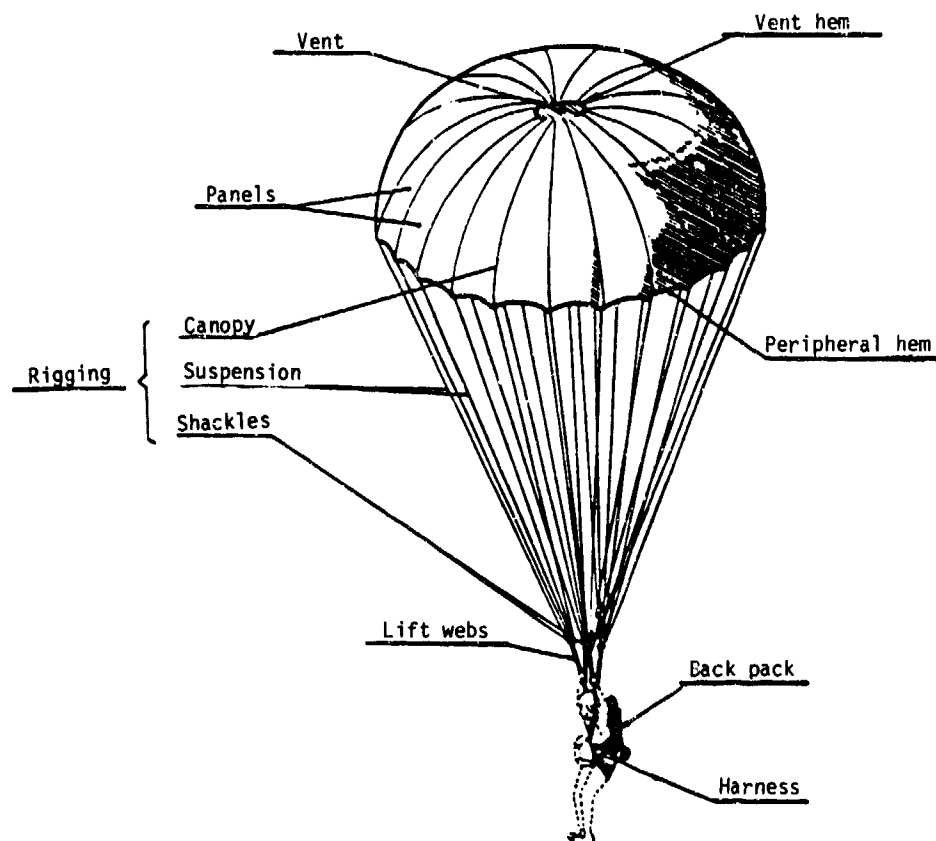 Vent
Vent hem
Panels
Canopy
Peripheral hem
Rigging
Suspension
Shackles
Lift webs
Back pack
Harness